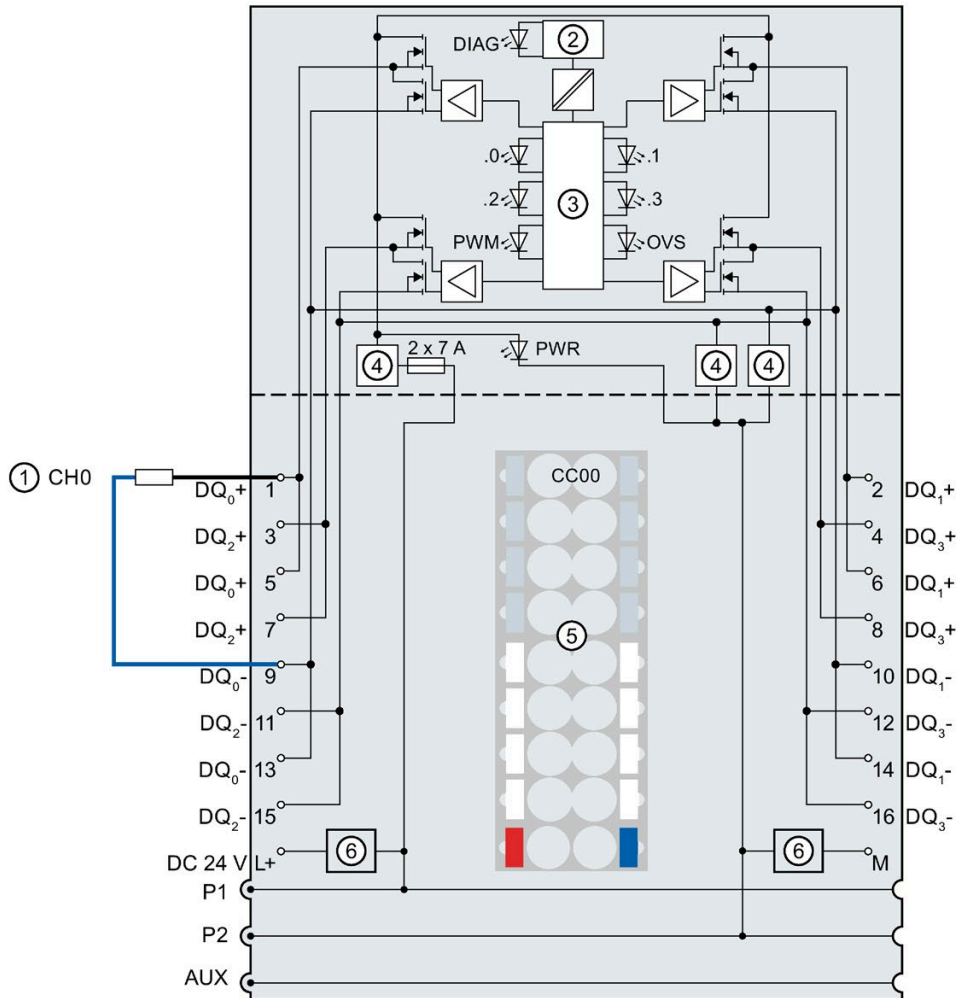 DIAG
2
.0
.1
.2
3
.3
PWM
OVS
4
2 x 7 A
PWR
4
4
1 CH0
CC00
DQ0+ 1
2 DQ1+
DQ2+ 3
4 DQ3+
DQ0+ 5
6 DQ1+
DQ2+ 7
8 DQ3+
5
DQ0- 9
10 DQ1-
DQ2- 11
12 DQ3-
DQ0- 13
14 DQ1-
DQ2- 15
16 DQ3-
DC 24 V L+
6
6
M
P1
P2
AUX